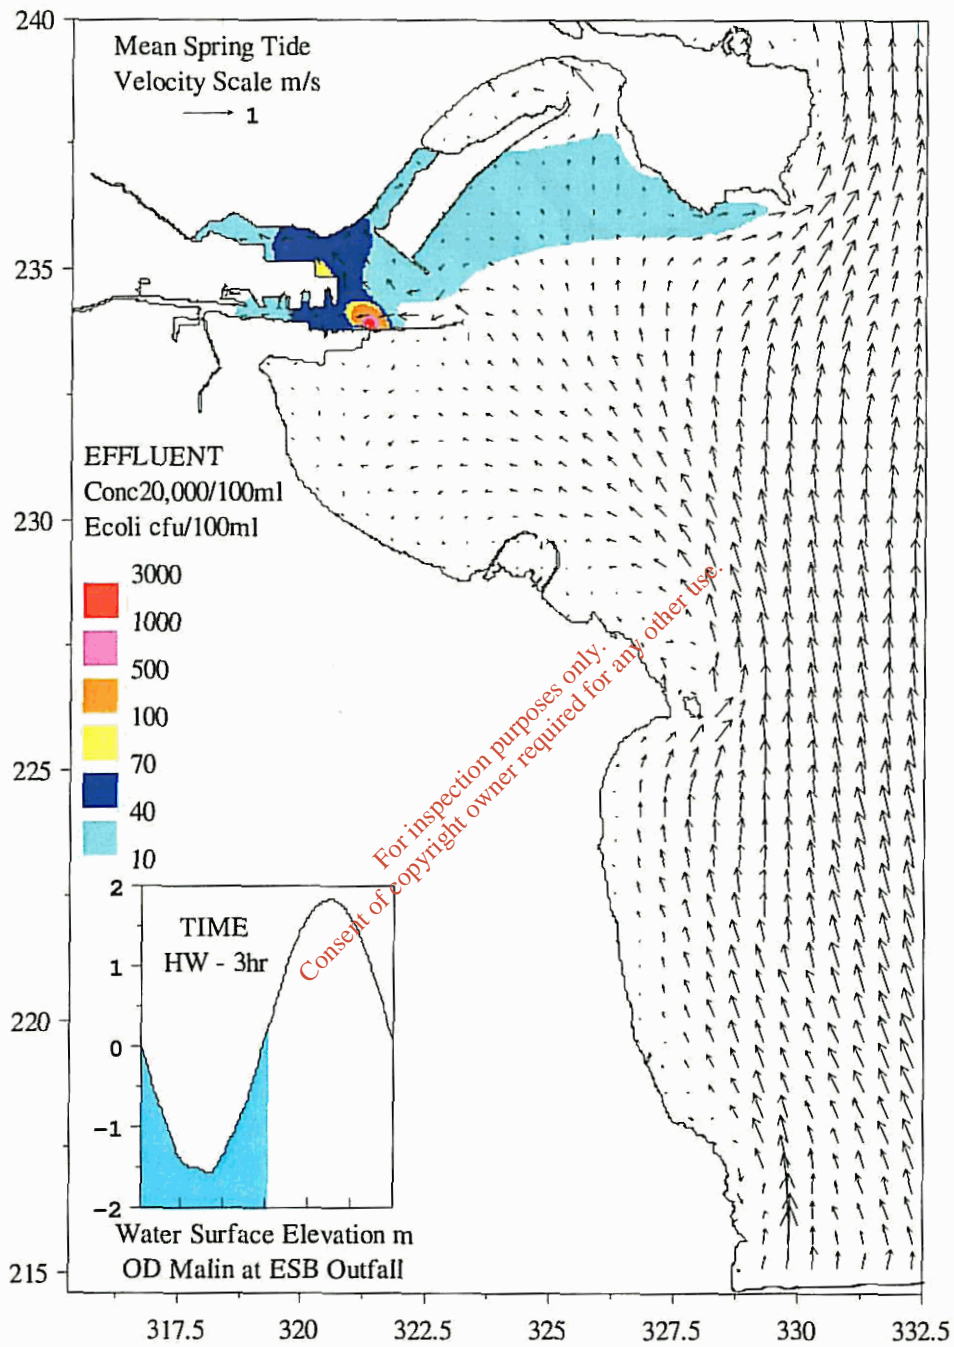 240
Mean Spring Tide
Velocity Scale m/s
1
235
EFFLUENT
Conc20,000/100ml
Ecoli cfu/100ml
230
3000
1000
500
100
70
40
10
225
For inspection purposes only.
Consent of copyright owner required for any other use.
2
TIME
HW - 3hr
1
0
-1
-2
220
Water Surface Elevation m
OD Malin at ESB Outfall
215
317.5 320 322.5 325 327.5 330 332.5